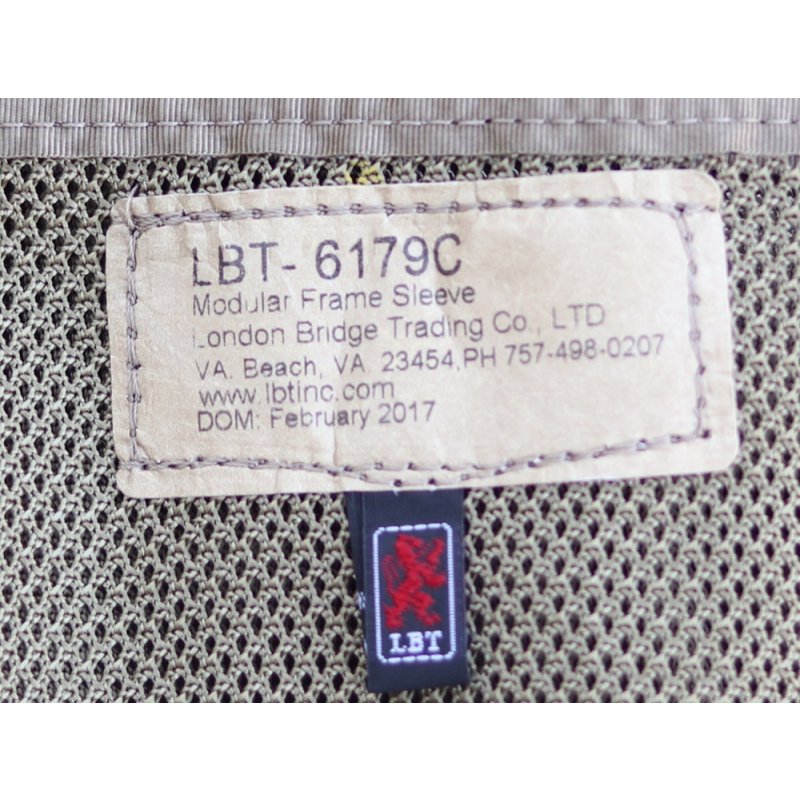 LBT- 6179C
Modular Frame Sleeve
London Bridge Trading Co., LTD
VA. Beach, VA. 23454,PH 757-498-0207
www.lbtinc.com
DOM: February 2017
LBT